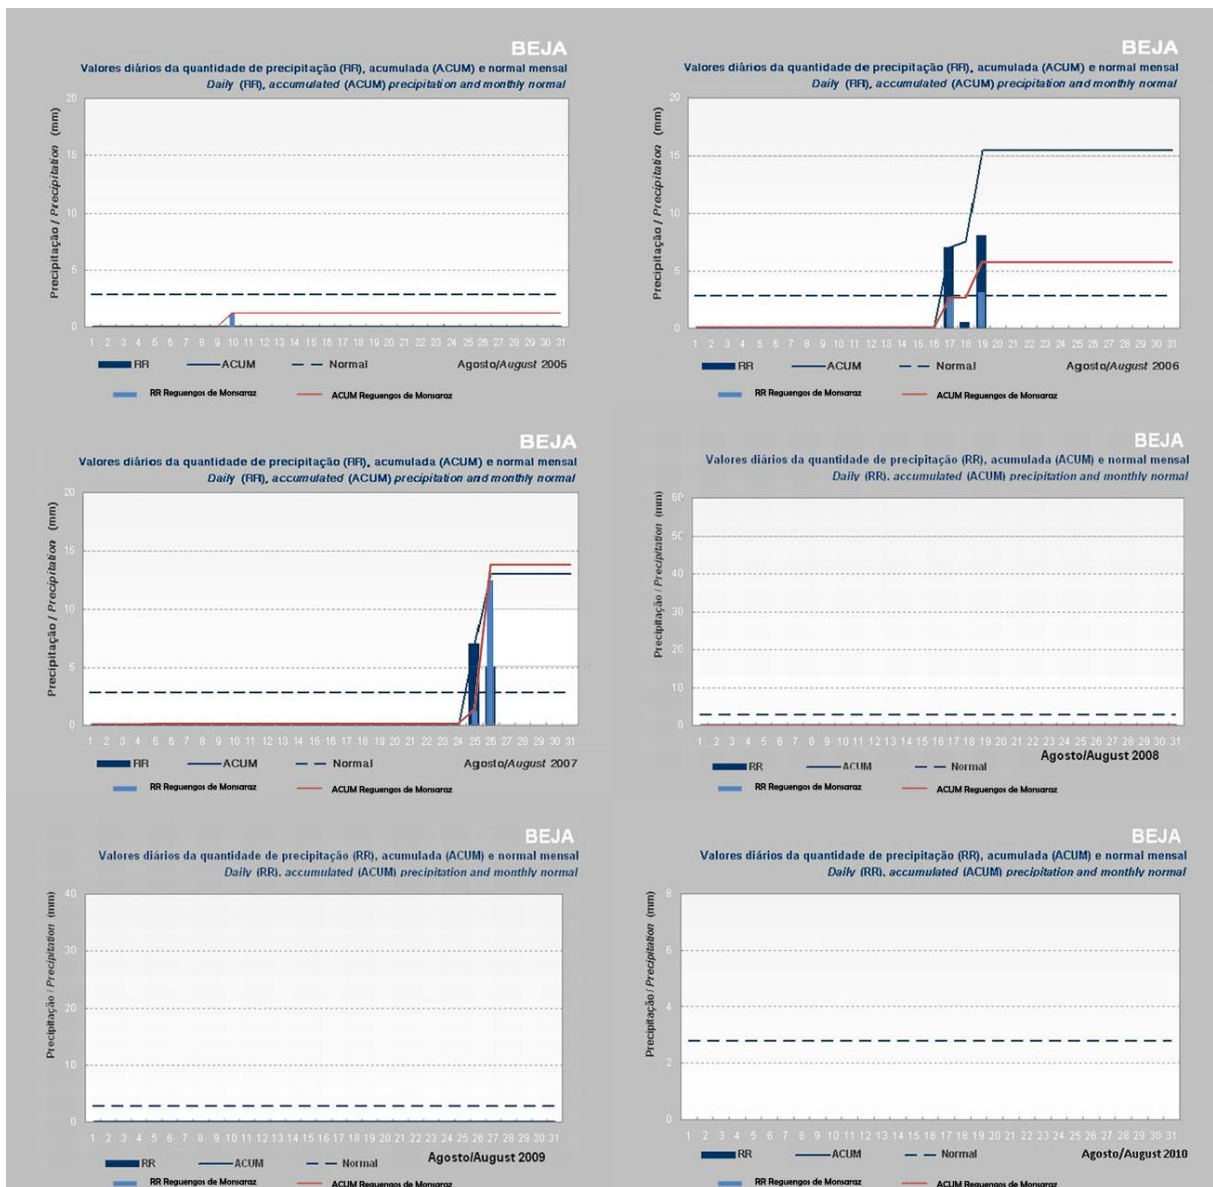 BEJA
Valores diários da quantidade de precipitação (RR), acumulada (ACUM) e normal mensal
Daily (RR), accumulated (ACUM) precipitation and monthly normal
Precipitação / Precipitation (mm)
20
15
10
5
0
1 2 3 4 5 6 7 8 9 10 11 12 13 14 15 16 17 18 19 20 21 22 23 24 25 26 27 28 29 30 31
RR ACUM Normal Agosto/August 2005
RR Reguengos de Monsaraz ACUM Reguengos de Monsaraz
BEJA
Valores diários da quantidade de precipitação (RR), acumulada (ACUM) e normal mensal
Daily (RR), accumulated (ACUM) precipitation and monthly normal
Precipitação / Precipitation (mm)
20
15
10
5
0
1 2 3 4 5 6 7 8 9 10 11 12 13 14 15 16 17 18 19 20 21 22 23 24 25 26 27 28 29 30 31
RR ACUM Normal Agosto/August 2006
RR Reguengos de Monsaraz ACUM Reguengos de Monsaraz
BEJA
Valores diários da quantidade de precipitação (RR), acumulada (ACUM) e normal mensal
Daily (RR), accumulated (ACUM) precipitation and monthly normal
Precipitação / Precipitation (mm)
20
15
10
5
0
1 2 3 4 5 6 7 8 9 10 11 12 13 14 15 16 17 18 19 20 21 22 23 24 25 26 27 28 29 30 31
RR ACUM Normal Agosto/August 2007
RR Reguengos de Monsaraz ACUM Reguengos de Monsaraz
BEJA
Valores diários da quantidade de precipitação (RR), acumulada (ACUM) e normal mensal
Daily (RR), accumulated (ACUM) precipitation and monthly normal
Precipitação / Precipitation (mm)
60
50
40
30
20
10
0
1 2 3 4 5 6 7 8 9 10 11 12 13 14 15 16 17 18 19 20 21 22 23 24 25 26 27 28 29 30 31
RR ACUM Normal Agosto/August 2008
RR Reguengos de Monsaraz ACUM Reguengos de Monsaraz
BEJA
Valores diários da quantidade de precipitação (RR), acumulada (ACUM) e normal mensal
Daily (RR), accumulated (ACUM) precipitation and monthly normal
Precipitação / Precipitation (mm)
40
30
20
10
0
1 2 3 4 5 6 7 8 9 10 11 12 13 14 15 16 17 18 19 20 21 22 23 24 25 26 27 28 29 30 31
RR ACUM Normal Agosto/August 2009
RR Reguengos de Monsaraz ACUM Reguengos de Monsaraz
BEJA
Valores diários da quantidade de precipitação (RR), acumulada (ACUM) e normal mensal
Daily (RR), accumulated (ACUM) precipitation and monthly normal
Precipitação / Precipitation (mm)
8
6
4
2
0
1 2 3 4 5 6 7 8 9 10 11 12 13 14 15 16 17 18 19 20 21 22 23 24 25 26 27 28 29 30 31
RR ACUM Normal Agosto/August 2010
RR Reguengos de Monsaraz ACUM Reguengos de Monsaraz